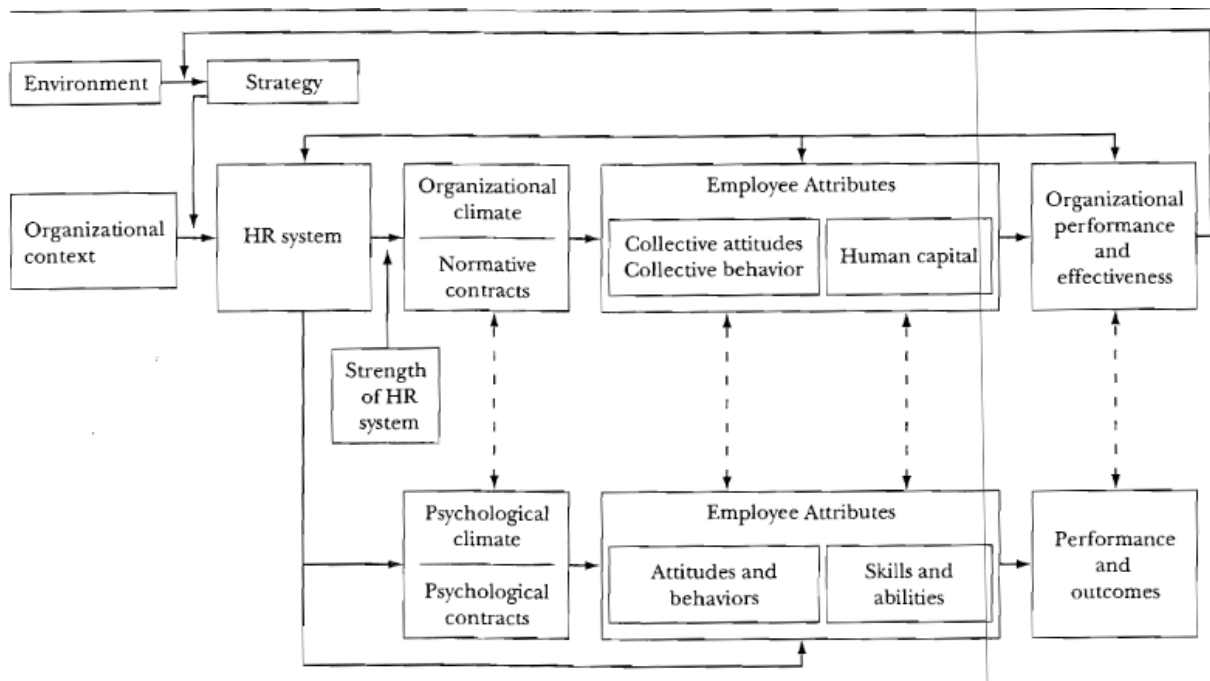 Environment
Strategy
Organizational
context
HR system
Organizational
climate
Normative
contracts
Employee Attributes
Collective attitudes
Collective behavior
Human capital
Organizational
performance
and
effectiveness
Strength
of HR
system
Psychological
climate
Psychological
contracts
Employee Attributes
Attitudes and
behaviors
Skills and
abilities
Performance
and
outcomes